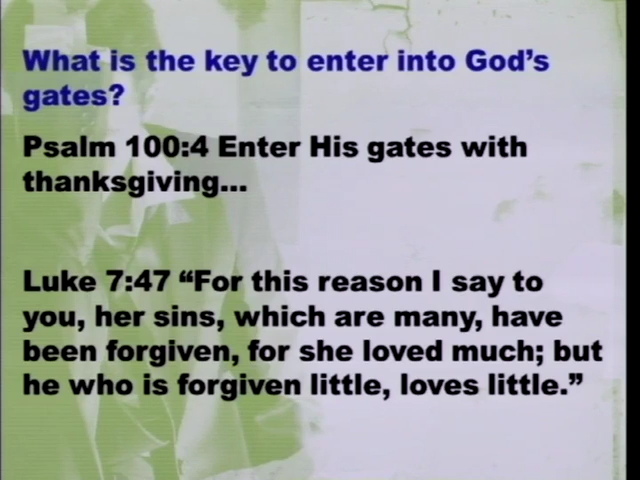 What is the key to enter into God’s
gates?
Psalm 100:4 Enter His gates with
thanksgiving...
Luke 7:47 “For this reason I say to
you, her sins, which are many, have
been forgiven, for she loved much; but
he who is forgiven little, loves little.”